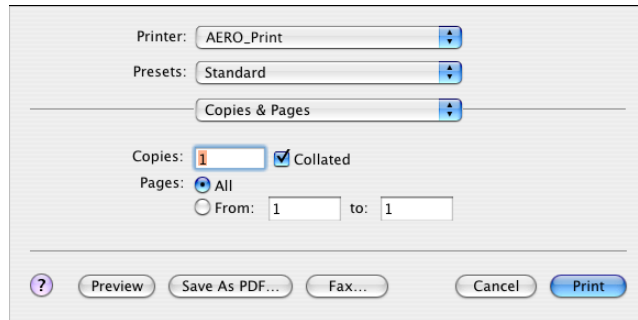 Printer: AERO_Print
Presets: Standard
Copies & Pages
Copies: 1 Collated
Pages: All
From: 1 to: 1
? Preview Save As PDF... Fax... Cancel Print